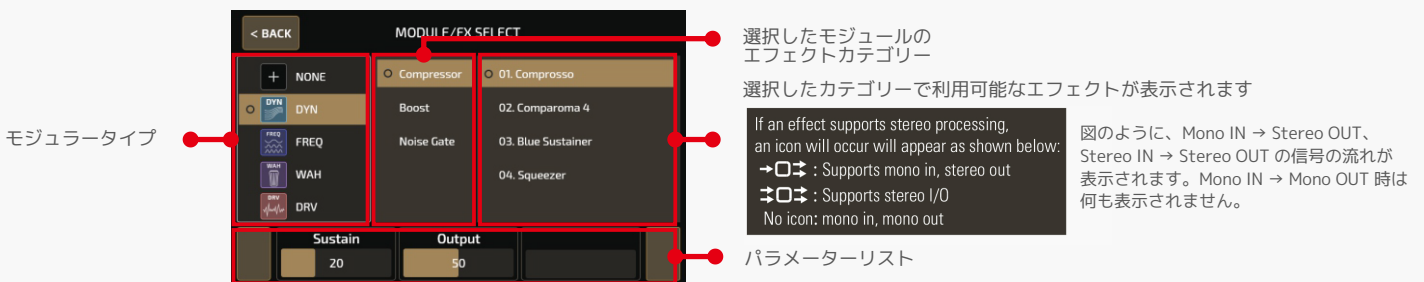 < BACK
MODULE/FX SELECT
選択したモジュールの
エフェクトカテゴリー
選択したカテゴリーで利用可能なエフェクトが表示されます
モジュラータイプ
+ NONE
DYN DYN
FREQ FREQ
WAH WAH
DRV DRV
Compressor
Boost
Noise Gate
01. Comprosso
02. Comparoma 4
03. Blue Sustainer
04. Squeezer
If an effect supports stereo processing,
an icon will occur will appear as shown below:
: Supports mono in, stereo out
: Supports stereo I/O
No icon: mono in, mono out
図のように、Mono IN → Stereo OUT、
Stereo IN → Stereo OUT の信号の流れが
表示されます。Mono IN → Mono OUT 時は
何も表示されません。
Sustain
20
Output
50
パラメーターリスト